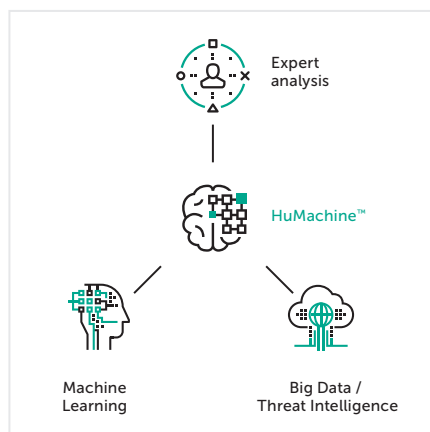 Expert
analysis
HuMachine™
Machine
Learning
Big Data /
Threat Intelligence